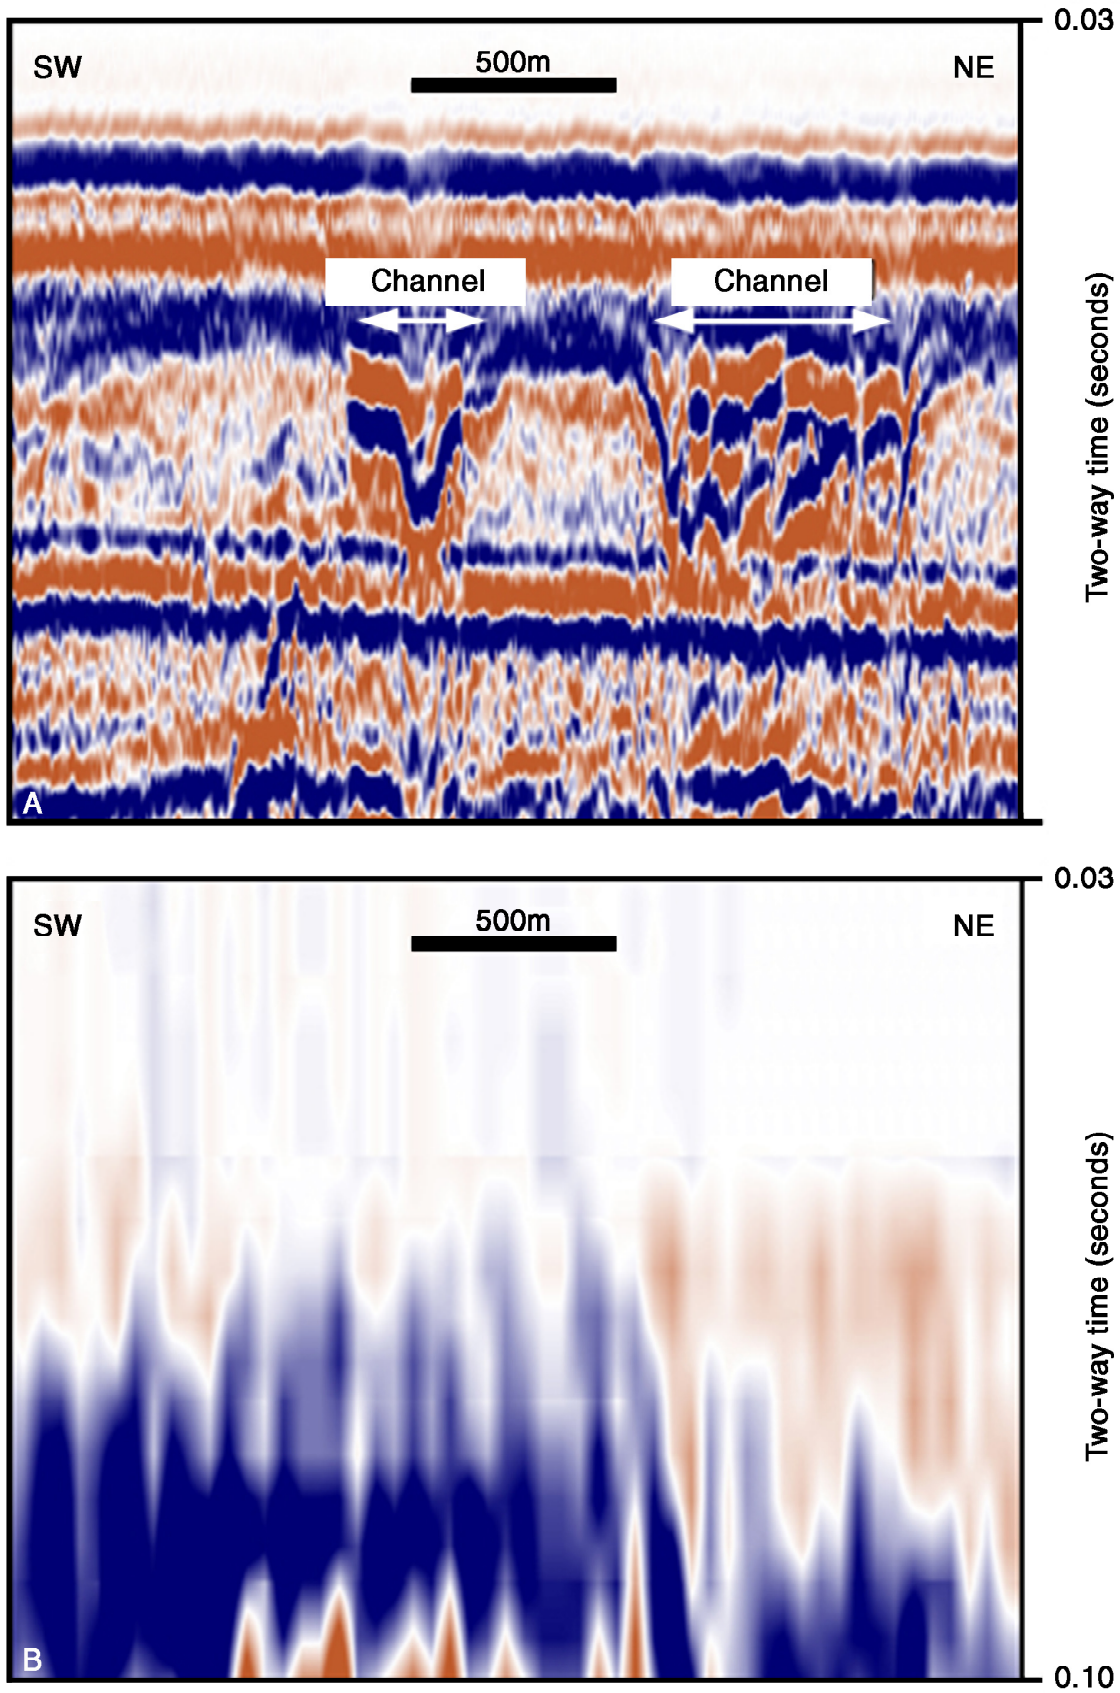 0.03
SW
500m
NE
Channel
Channel
Two-way time (seconds)
A
0.03
SW
500m
NE
Two-way time (seconds)
B
0.10